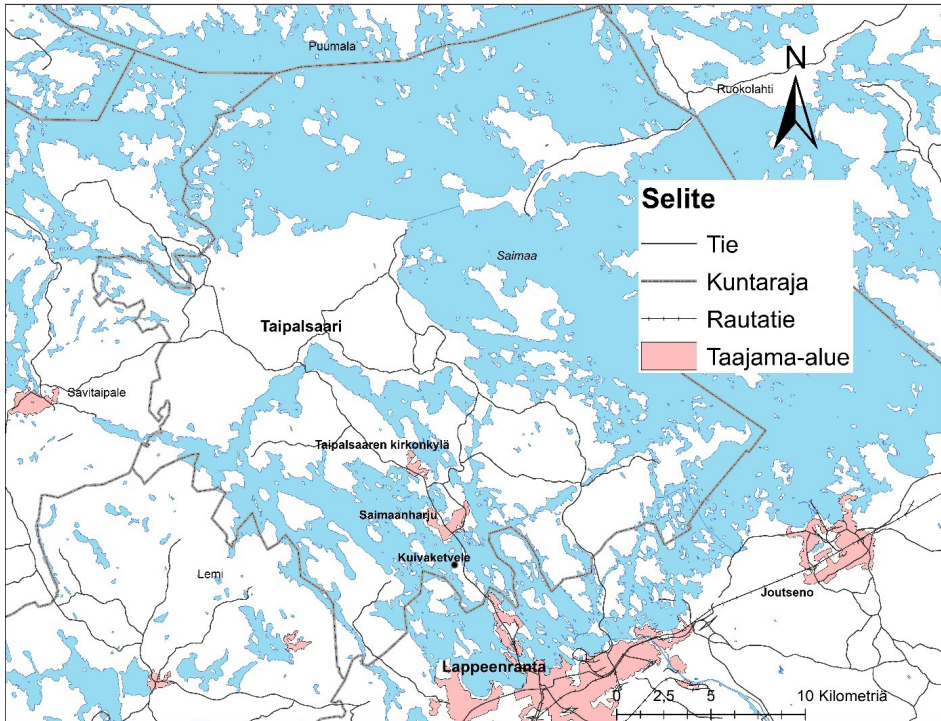 Puumala
N
Ruokolahti
Selite
Tie
Kuntaraja
Rautatie
Taajama-alue
Saimaa
Taipalsaari
Savitaipale
Taipalsaaren kirkonkylä
Saimaanharju
Kuivaketvele
Lemi
Joutseno
Lappeenranta
0 2,5 5 10 Kilometriä